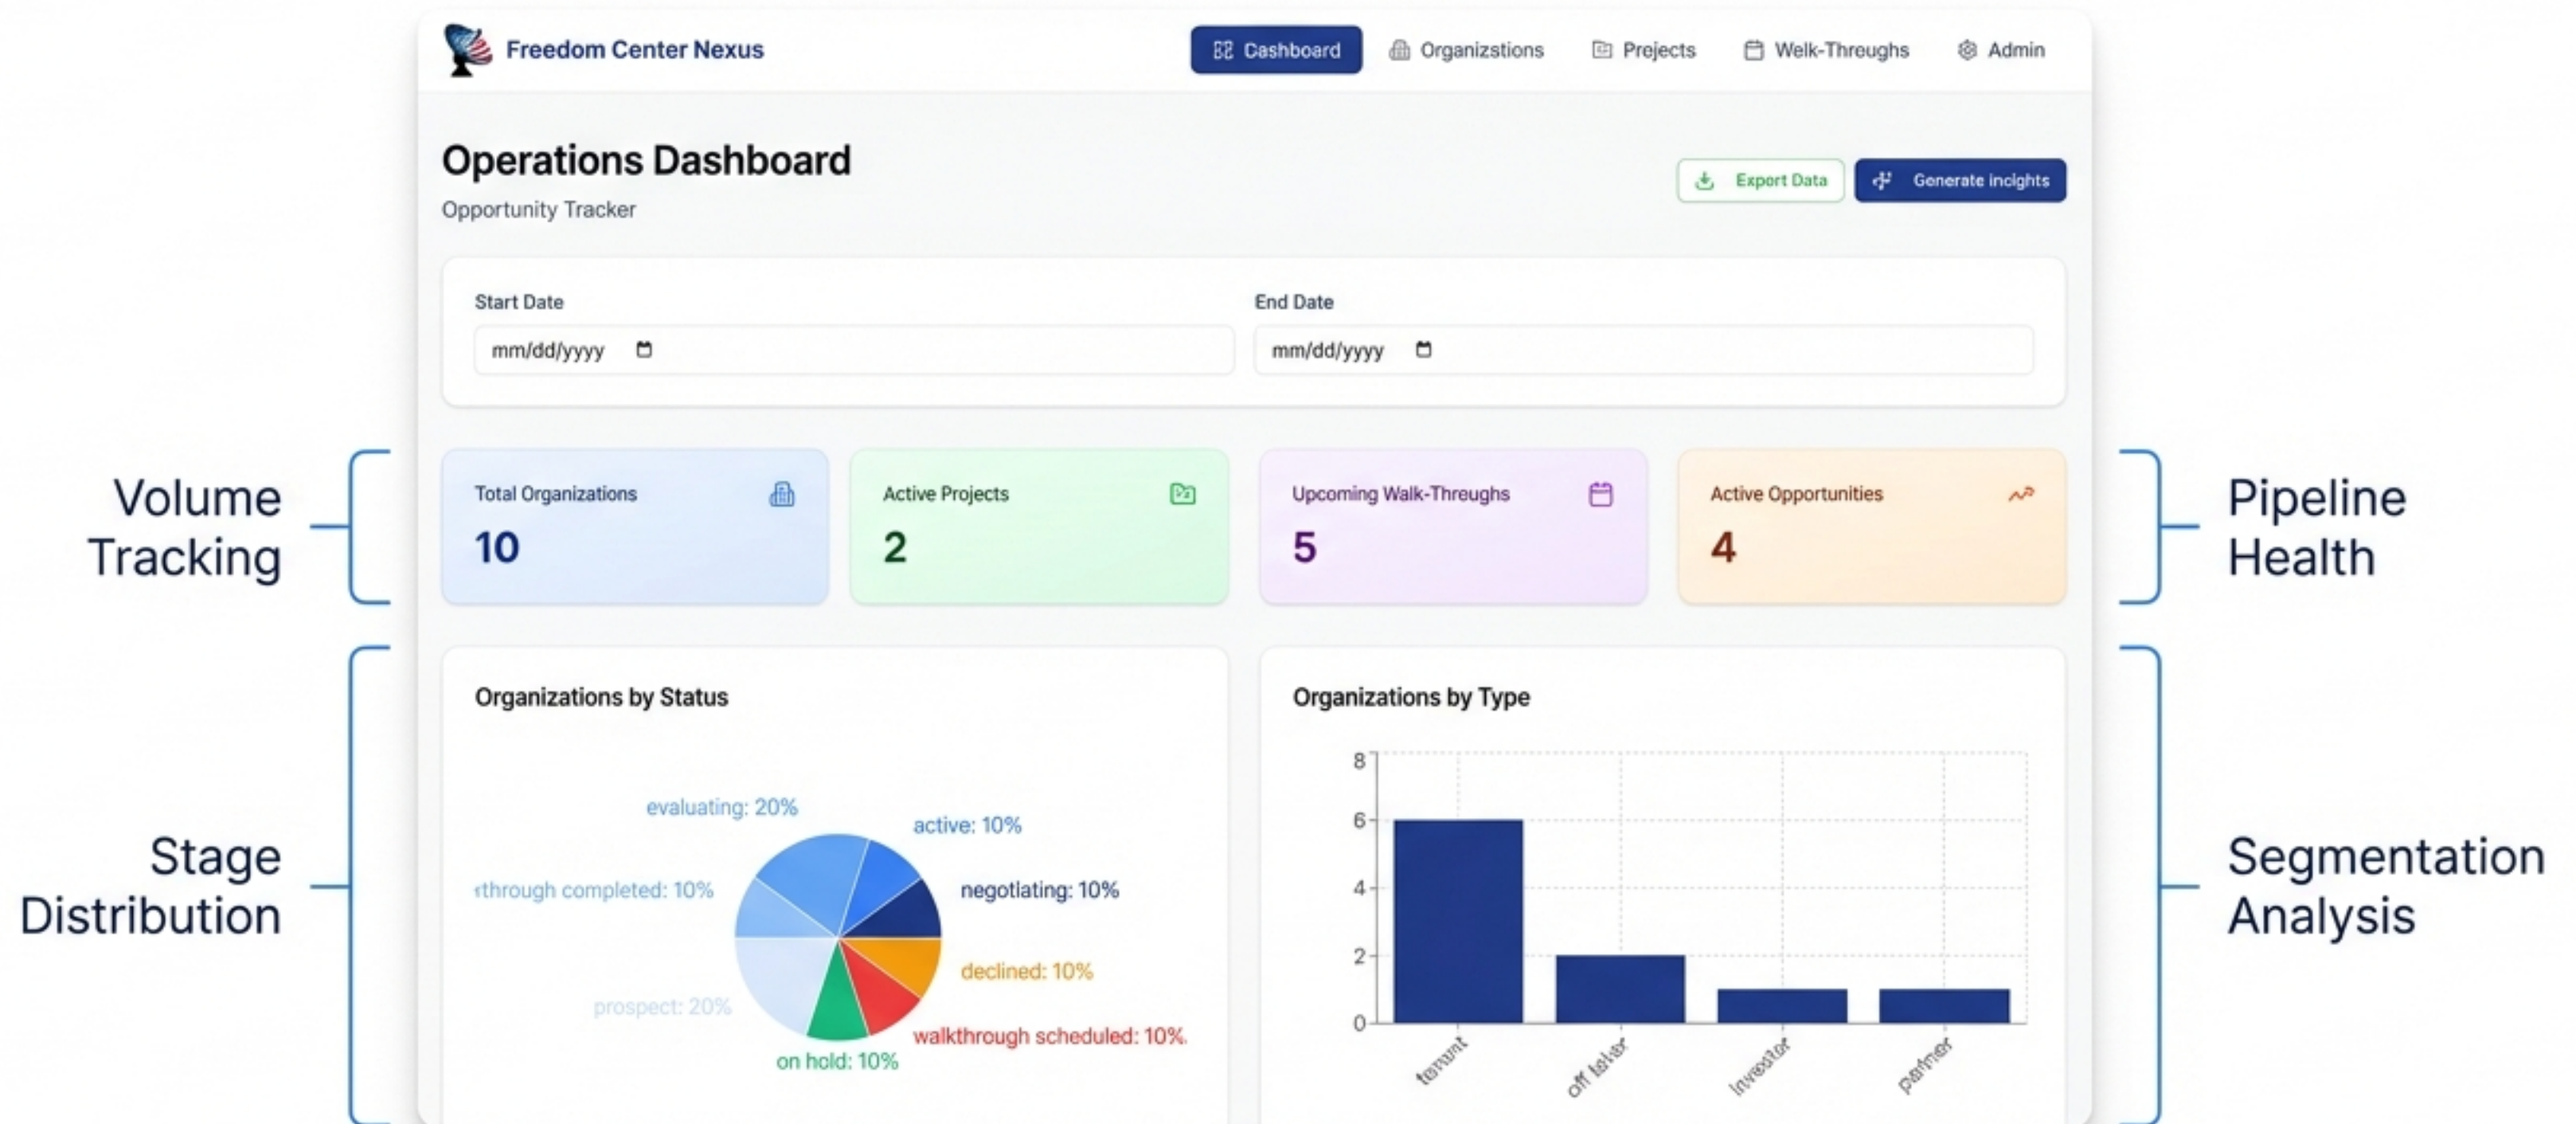 Freedom Center Nexus
Cashboard
Organizstions
Prejects
Welk-Threughs
Admin
Operations Dashboard
Opportunity Tracker
Export Data
Generate incights
Start Date
End Date
mm/dd/yyyy
mm/dd/yyyy
Volume
Tracking
Total Organizations
10
Active Projects
2
Upcoming Walk-Threughs
5
Active Opportunities
4
Pipeline
Health
Stage
Distribution
Organizations by Status
evaluating: 20%
active: 10%
through completed: 10%
negotlating: 10%
declined: 10%
prospect: 20%
walkthrough scheduled: 10%
on hold: 10%
Organizations by Type
8
6
4
2
0
tenant
off
investor
partner
Segmentation
Analysis